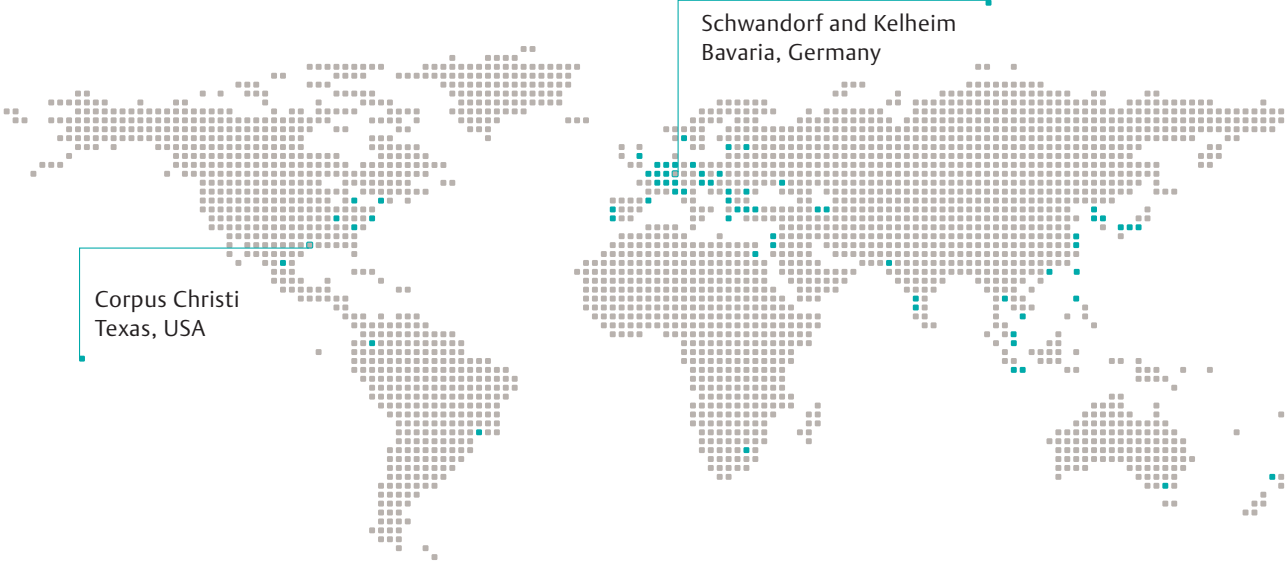 Schwandorf and Kelheim
Bavaria, Germany
Corpus Christi
Texas, USA